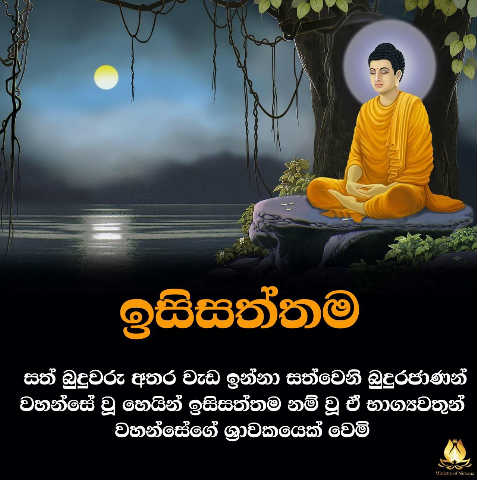 ඉසිසත්තම
සත් බුදුවරු අතර වැඩ ඉන්නා සත්වෙනි බුදුරජාණන්
වහන්සේ වූ හෙයින් ඉසිසත්තම නම් වූ ඒ භාග්‍යවතුන්
වහන්සේගේ ශ්‍රාවකයෙක් වෙමි